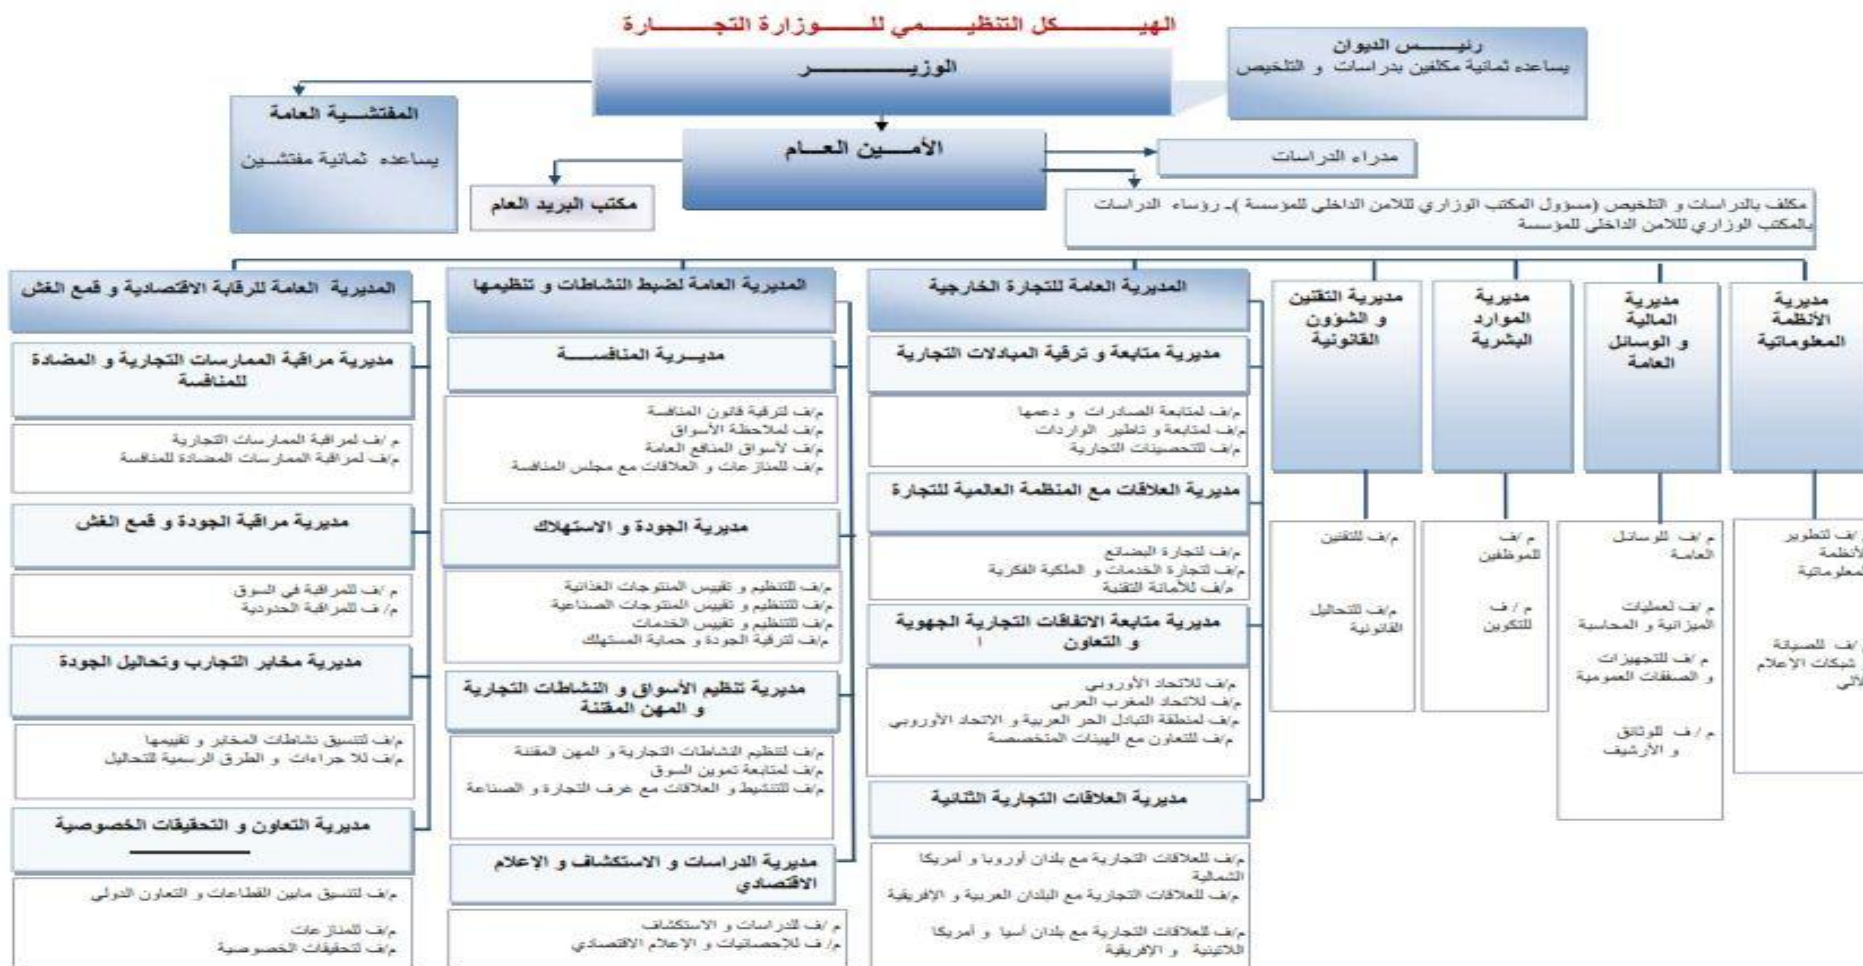 الهيكل التنظيمي للوزارة التجارة
رئيس الديوان
يساعده ثمانية مكلفين بدراسات و التلخيص
الوزير
المفتشية العامة
يساعده ثمانية مفتشين
الأمين العام
مدراء الدراسات
مكتب البريد العام
مكلف بالدراسات و التلخيص (مسؤول المكتب الوزاري للامن الداخلي للمؤسسة )ـ رؤساء الدراسات
بالمكتب الوزاري للامن الداخلي للمؤسسة
مديرية
الأنظمة
المعلوماتية
م/ف لتطوير
الأنظمة
المعلوماتية
م/ف للصيانة
شبكات الإعلام
الآلي
مديرية
المالية
و الوسائل
العامة
م/ف للوسائل
العامة
م/ف لعمليات
الميزانية و المحاسبة
م/ف للتجهيزات
و الصفقات العمومية
م/ف للوثائق
و الأرشيف
مديرية
الموارد
البشرية
م/ف
للموظفين
م/ف
للتكوين
مديرية التقنين
و الشؤون
القانونية
م/ف للتقنين
م/ف للتحاليل
القانونية
المديرية العامة للتجارة الخارجية
مديرية متابعة و ترقية المبادلات التجارية
م/ف لمتابعة الصادرات و دعمها
م/ف لمتابعة و تاطير الواردات
م/ف للتحصينات التجارية
مديرية العلاقات مع المنظمة العالمية للتجارة
م/ف لتجارة البضائع
م/ف لتجارة الخدمات و الملكية الفكرية
م/ف للأمانة التقنية
مديرية متابعة الاتفاقات التجارية الجهوية
و التعاون
م/ف للاتحاد الأوروبي
م/ف للاتحاد المغرب العربي
م/ف لمنطقة التبادل الحر العربية و الاتحاد الأوروبي
م/ف للتعاون مع الهيئات المتخصصة
مديرية العلاقات التجارية الثنائية
م/ف للعلاقات التجارية مع بلدان أوروبا و أمريكا
الشمالية
م/ف للعلاقات التجارية مع البلدان العربية و الإفريقية
م/ف للعلاقات التجارية مع بلدان أسيا و أمريكا
اللاتينية و الإفريقية
المديرية العامة لضبط النشاطات و تنظيمها
مديرية المنافسة
م/ف لترقية قانون المنافسة
م/ف لملاحظة الأسواق
م/ف لأسواق المنافع العامة
م/ف للمنازعات و العلاقات مع مجلس المنافسة
مديرية الجودة و الاستهلاك
م/ف للتنظيم و تقييس المنتوجات الغذائية
م/ف للتنظيم و تقييس المنتوجات الصناعية
م/ف للتنظيم و تقييس الخدمات
م/ف لترقية الجودة و حماية المستهلك
مديرية تنظيم الأسواق و النشاطات التجارية
و المهن المقننة
م/ف لتنظيم النشاطات التجارية و المهن المقننة
م/ف لمتابعة تموين السوق
م/ف للتنشيط و العلاقات مع غرف التجارة و الصناعة
مديرية الدراسات و الاستكشاف و الإعلام
الاقتصادي
م/ف للدراسات و الاستكشاف
م/ف للإحصائيات و الإعلام الاقتصادي
المديرية العامة للرقابة الاقتصادية و قمع الغش
مديرية مراقبة الممارسات التجارية و المضادة
للمنافسة
م/ف لمراقبة الممارسات التجارية
م/ف لمراقبة الممارسات المضادة للمنافسة
مديرية مراقبة الجودة و قمع الغش
م/ف للمراقبة في السوق
م/ف للمراقبة الحدودية
مديرية مخابر التجارب وتحاليل الجودة
م/ف لتنسيق نشاطات المخابر و تقييمها
م/ف للاجراءات و الطرق الرسمية للتحاليل
مديرية التعاون و التحقيقات الخصوصية
م/ف لتنسيق مابين القطاعات و التعاون الدولي
م/ف للمنازعات
م/ف لتحقيقات الخصوصية